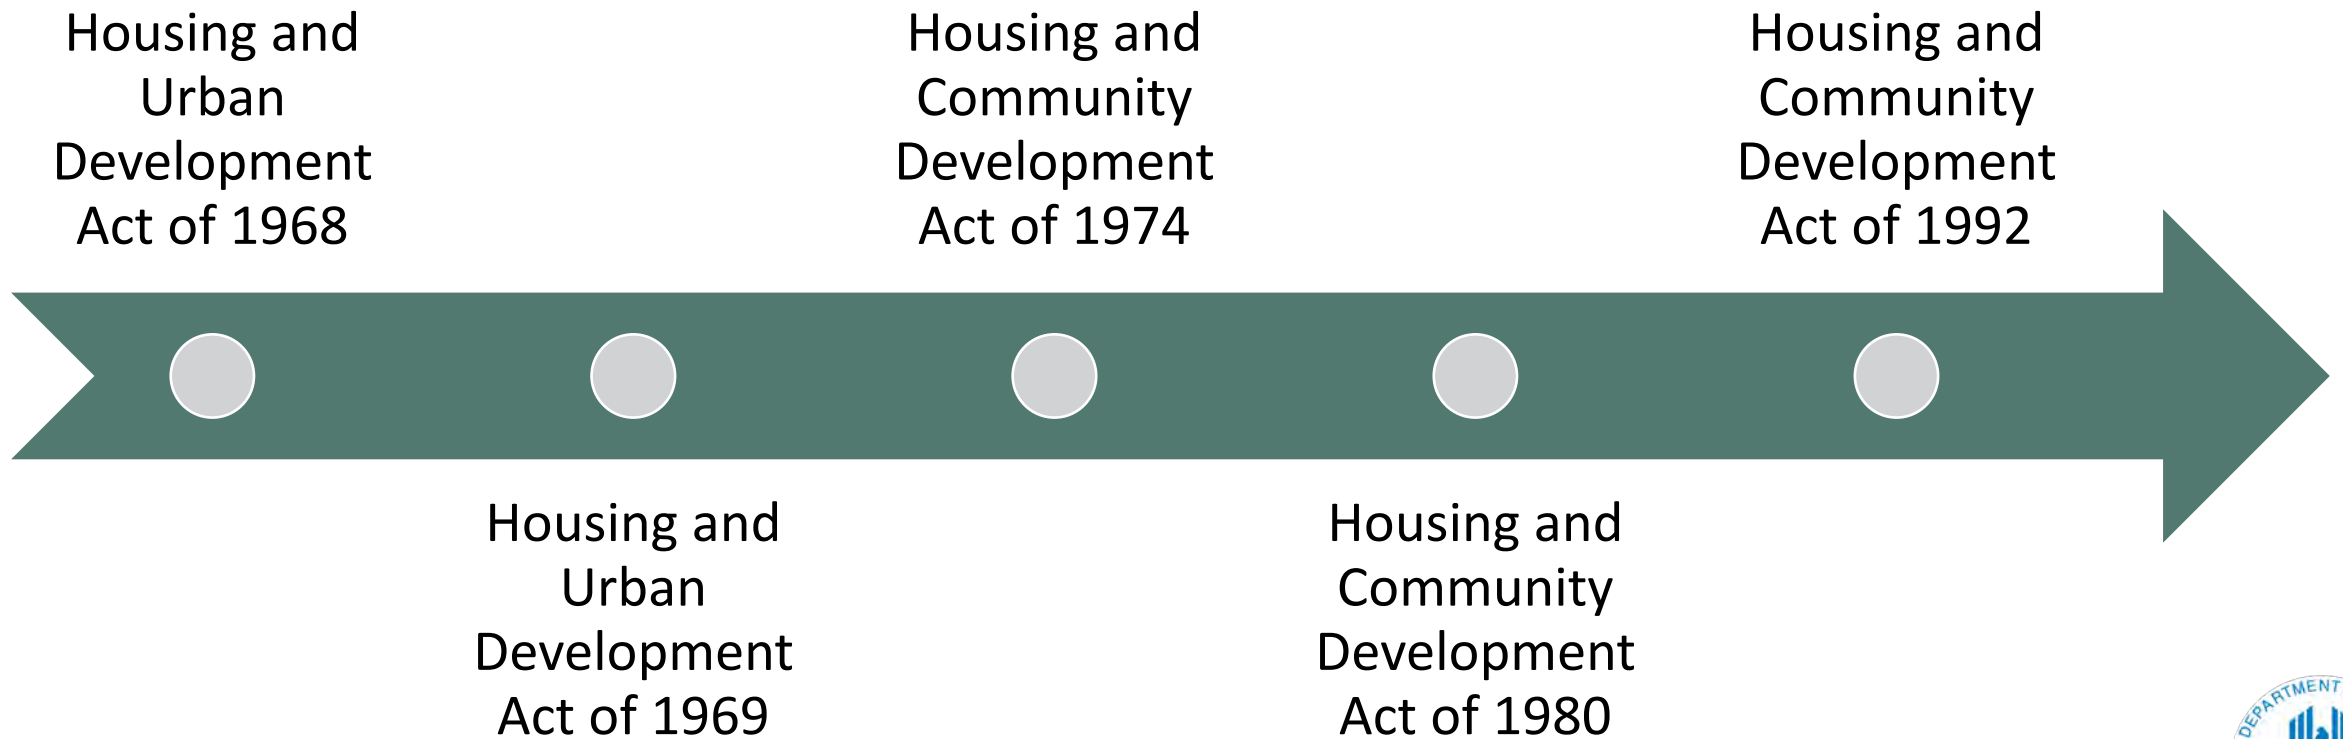 Housing and
Urban
Development
Act of 1968
Housing and
Urban
Development
Act of 1969
Housing and
Community
Development
Act of 1974
Housing and
Community
Development
Act of 1980
Housing and
Community
Development
Act of 1992
DEPARTMENT